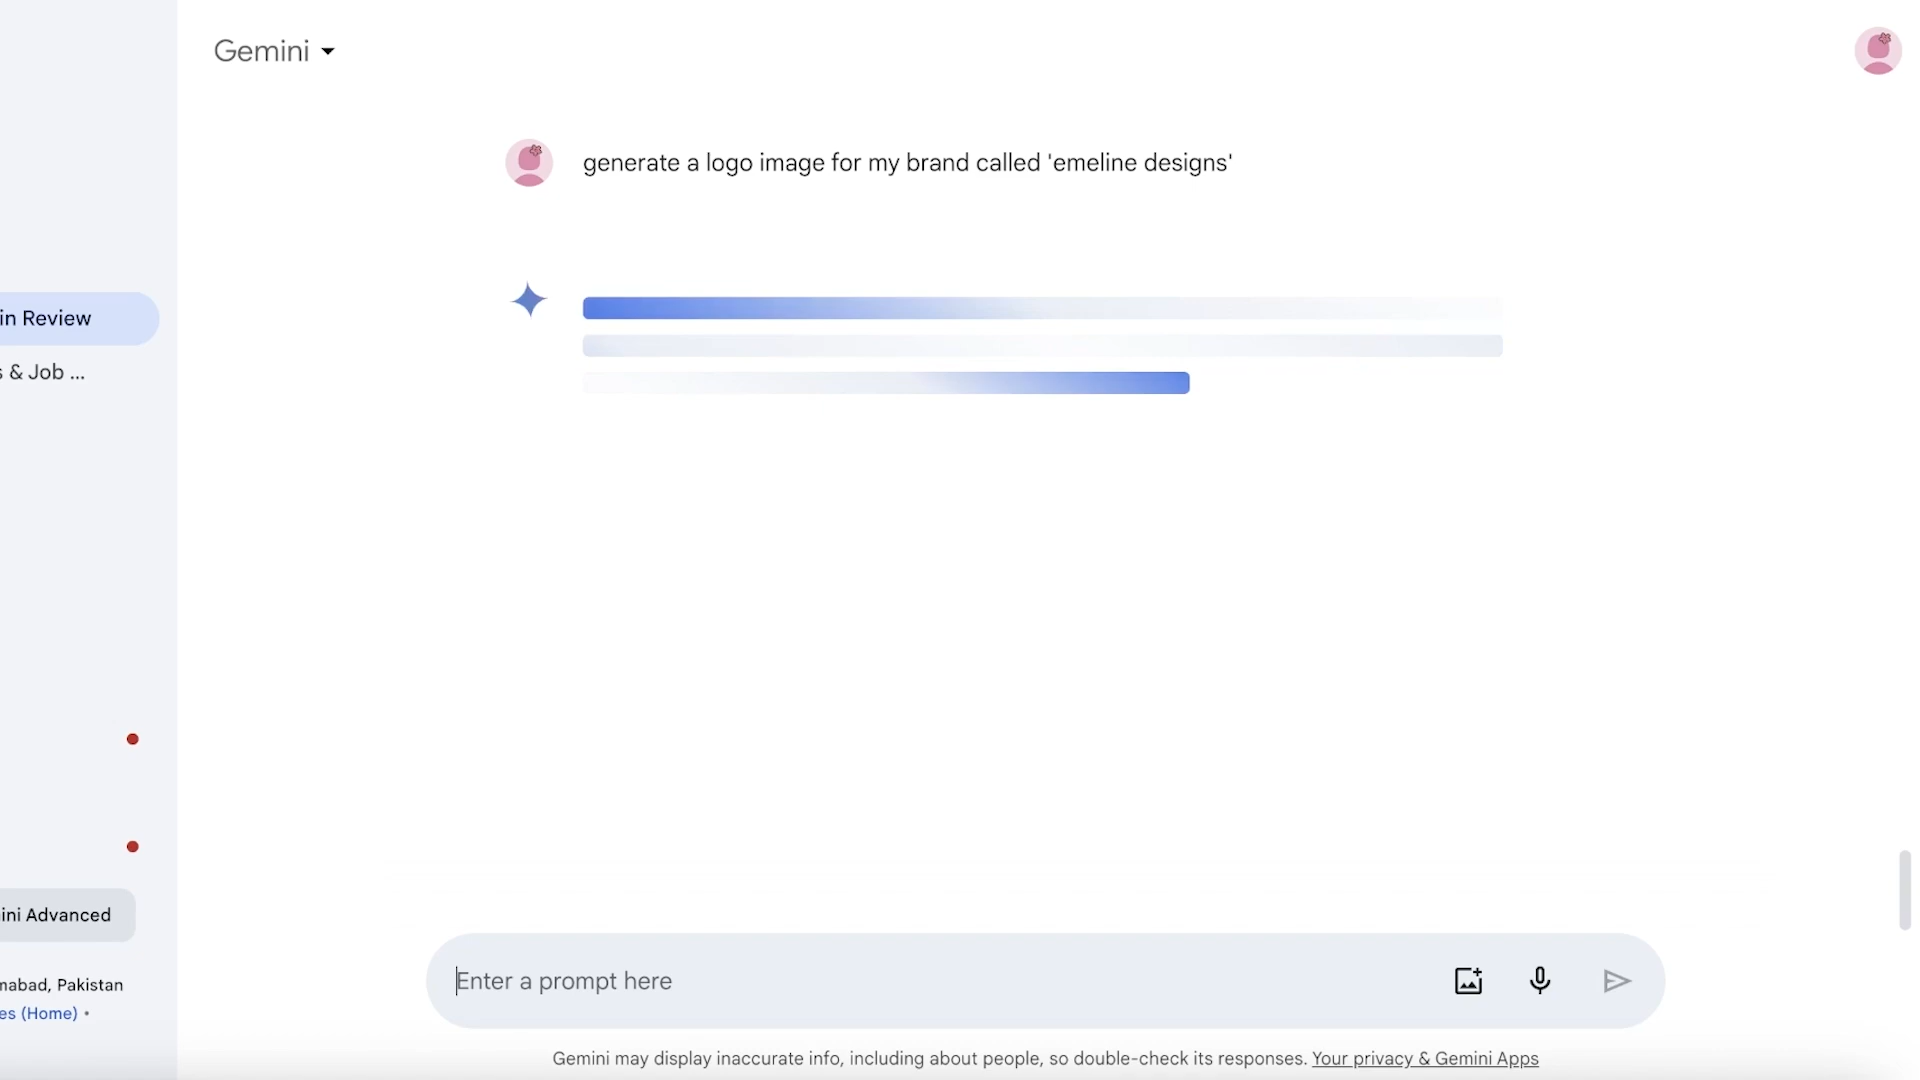 Gemini
generate a logo image for my brand called 'emeline designs'
in Review
s & Job ...
ini Advanced
mabad, Pakistan
es (Home) •
Enter a prompt here
Gemini may display inaccurate info, including about people, so double-check its responses. Your privacy & Gemini Apps